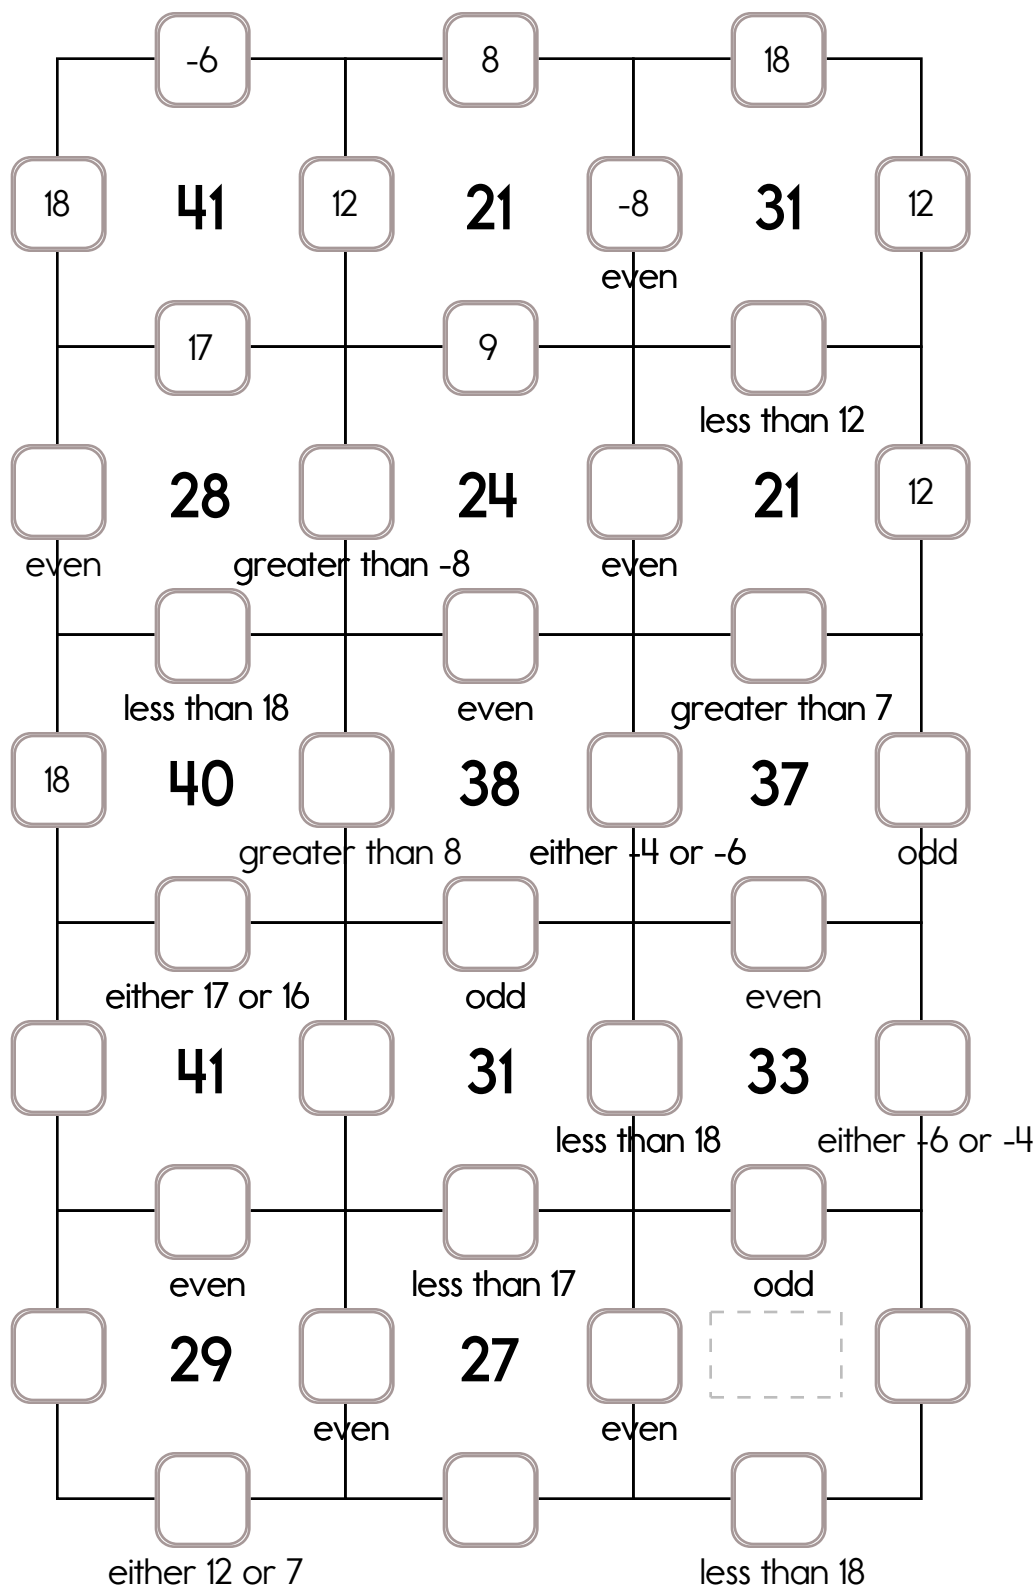 -6 8 18
18 41 12 21 -8 31 12
even
17 9
less than 12
28 24 21 12
even greater than -8 even
less than 18 even greater than 7
18 40 38 37
greater than 8 either -4 or -6 odd
either 17 or 16 odd even
41 31 33
less than 18 either -6 or -4
even less than 17 odd
29 27
even even
either 12 or 7 less than 18